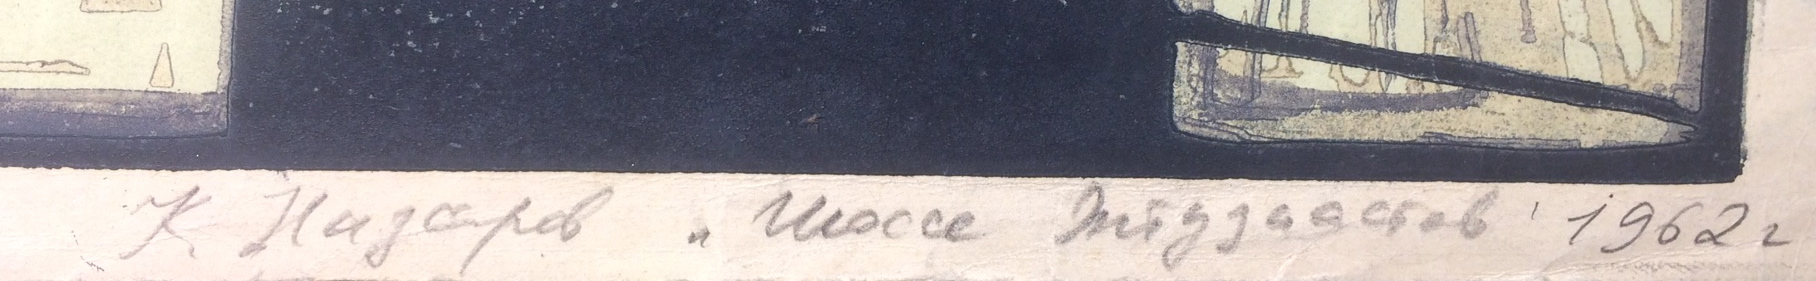 К Назаров „Шоссе Энтузиастов' 1962г